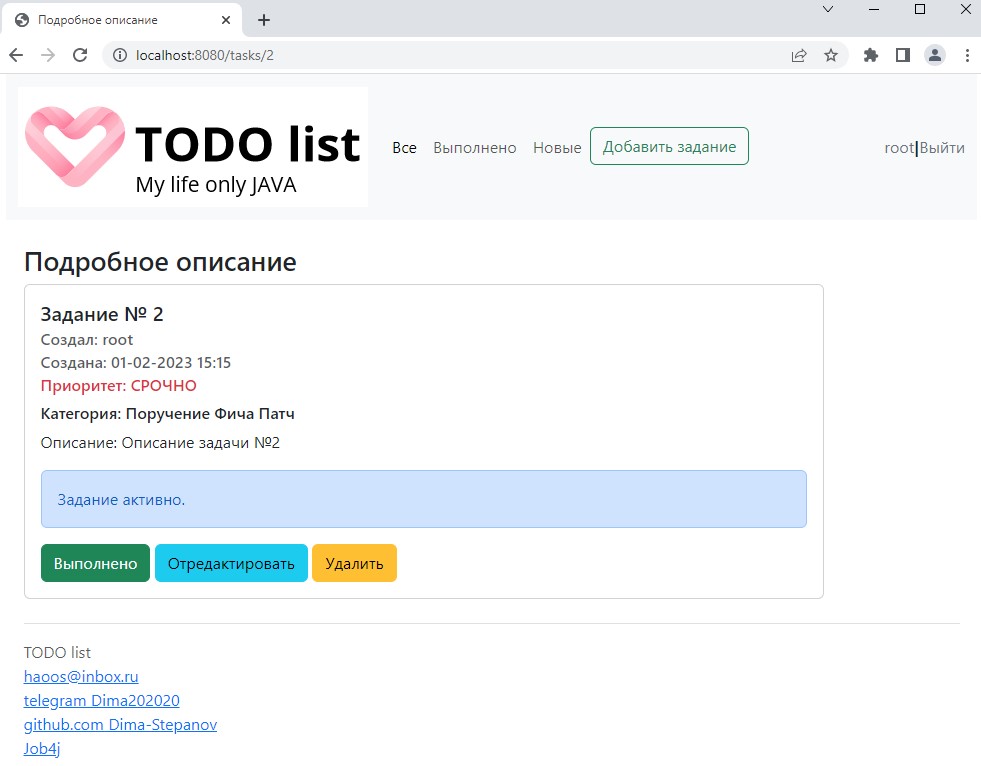 Подробное описание
localhost:8080/tasks/2
TODO list
My life only JAVA
Все Выполнено Новые Добавить задание
root|Выйти
Подробное описание
Задание № 2
Создал: root
Создана: 01-02-2023 15:15
Приоритет: СРОЧНО
Категория: Поручение Фича Патч
Описание: Описание задачи №2
Задание активно.
Выполнено Отредактировать Удалить
TODO list
haoos@inbox.ru
telegram Dima202020
github.com Dima-Stepanov
Job4j